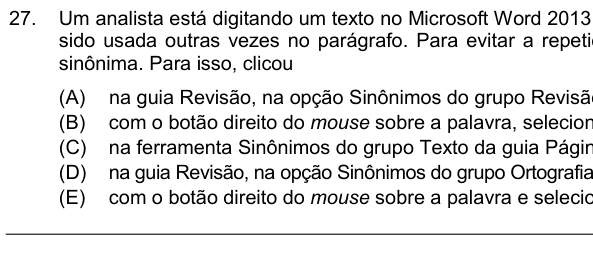 27. Um analista está digitando um texto no Microsoft Word 2013
sido usada outras vezes no parágrafo. Para evitar a repeti
sinônima. Para isso, clicou
(A) na guia Revisão, na opção Sinônimos do grupo Revisã
(B) com o botão direito do mouse sobre a palavra, selecion
(C) na ferramenta Sinônimos do grupo Texto da guia Págin
(D) na guia Revisão, na opção Sinônimos do grupo Ortografia
(E) com o botão direito do mouse sobre a palavra e selecio